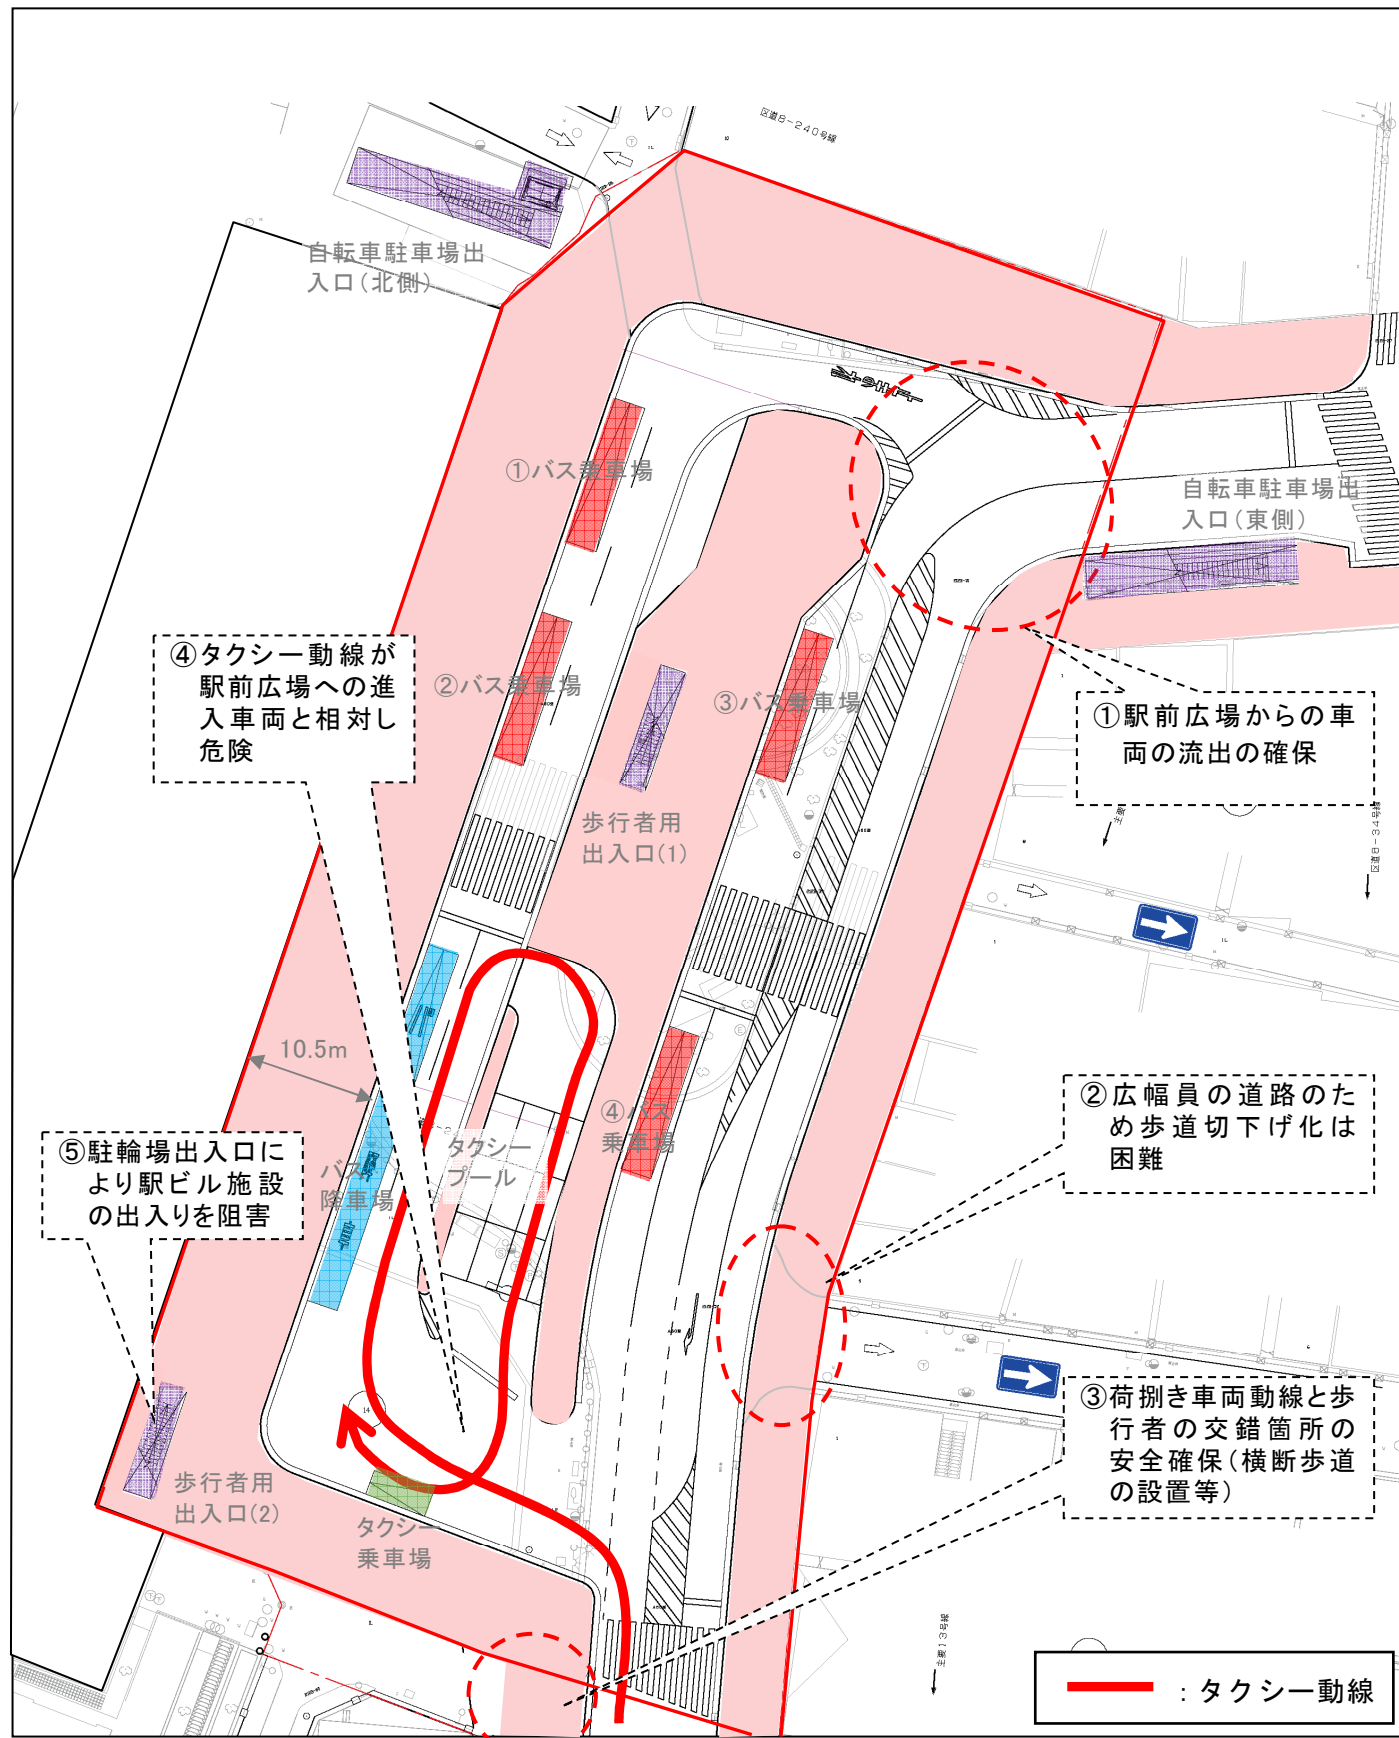 区道8-240号線
自転車駐車場出
入口(北側)
①バス乗車場
自転車駐車場出
入口(東側)
④タクシー動線が
駅前広場への進
入車両と相対し
危険
②バス乗車場
③バス乗車場
①駅前広場からの車
両の流出の確保
歩行者用
出入口(1)
主要
区道8-34号線
10.5m
④バス
乗車場
タクシー
プール
バス
降車場
②広幅員の道路のた
め歩道切下げ化は
困難
⑤駐輪場出入口に
より駅ビル施設
の出入りを阻害
③荷捌き車両動線と歩
行者の交錯箇所の
安全確保(横断歩道
の設置等)
14
歩行者用
出入口(2)
タクシー
乗車場
主要13号線
:タクシー動線